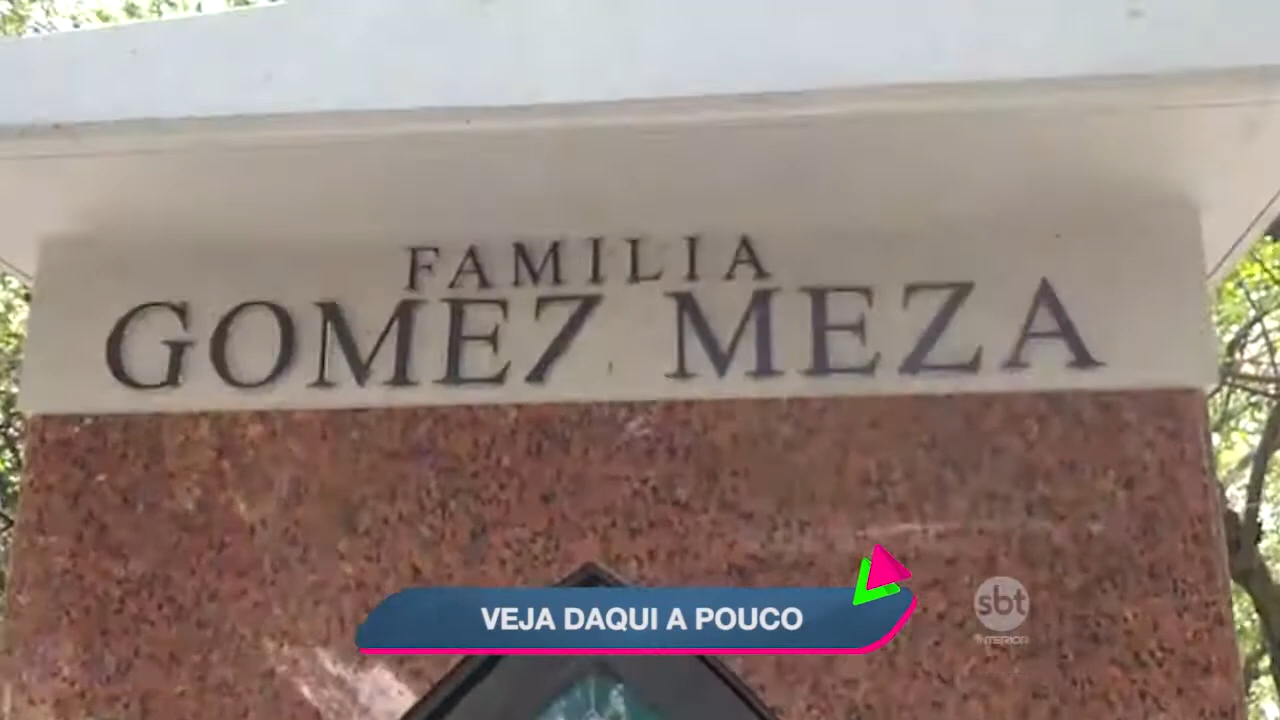 FAMILIA
GOMEZ MEZA
VEJA DAQUI A POUCO
sbt
INTERIOR